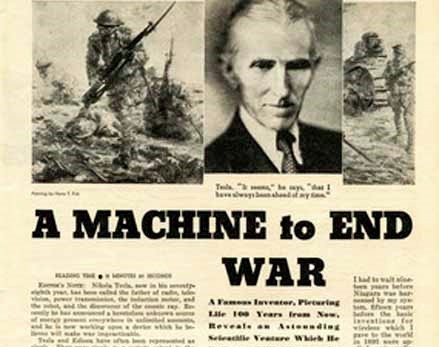 Painting by Harvey T. Dunn
Tesla. "It seems," he says, "that I
have always been ahead of my time."
A MACHINE to END
WAR
READING TIME ● 11 MINUTES 30 SECONDS
EDITOR'S NOTE: Nikola Tesla, now in his seventy-
eighth year, has been called the father of radio, tele-
vision, power transmission, the induction motor, and
the robot, and the discoverer of the cosmic ray. Re-
cently he has announced a heretofore unknown source
of energy present everywhere in unlimited amounts,
and he is now working upon a device which he be-
lieves will make war impracticable.
Tesla and Edison have often been represented as
A Famous Inventor, Picturing
Life 100 Years from Now,
Reveals an Astounding
Scientific Venture Which He
I had to wait nine-
teen years before
Niagara was har-
nessed by my sys-
tem, fifteen years
before the basic
inventions for
wireless which I
gave to the world
in 1893 were ap-